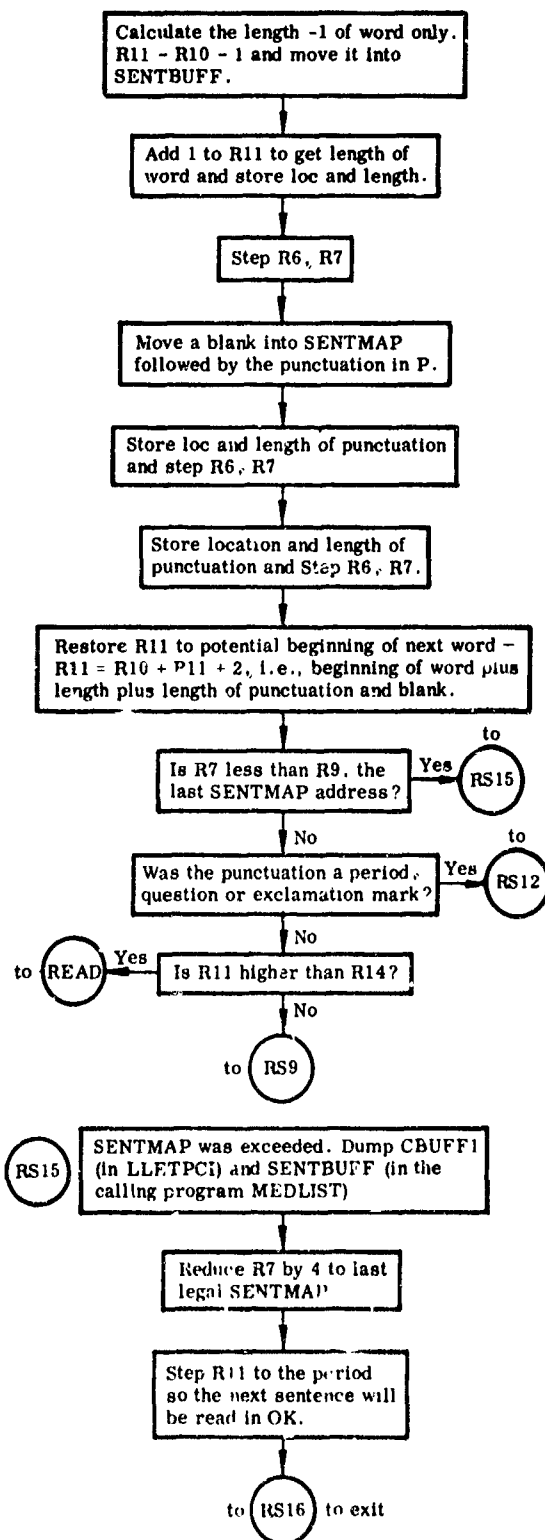 Calculate the length -1 of word only.
R11 - R10 - 1 and move it into
SENTBUFF.
Add 1 to R11 to get length of
word and store loc and length.
Step R6, R7
Move a blank into SENTMAP
followed by the punctuation in P.
Store loc and length of punctuation
and step R6, R7
Store location and length of
punctuation and Step R6, R7.
Restore R11 to potential beginning of next word -
R11 = R10 + P11 + 2, i.e., beginning of word plus
length plus length of punctuation and blank.
to
Is R7 less than R9, the
last SENTMAP address?
Yes
RS15
No
to
Was the punctuation a period,
question or exclamation mark?
Yes
RS12
No
to
READ
Yes
Is R11 higher than R14?
No
to
RS9
RS15
SENTMAP was exceeded. Dump CBUFF1
(in LLETPCI) and SENTBUFF (in the
calling program MEDLIST)
Reduce R7 by 4 to last
legal SENTMAP
Step R11 to the period
so the next sentence will
be read in OK.
to
RS16
to exit